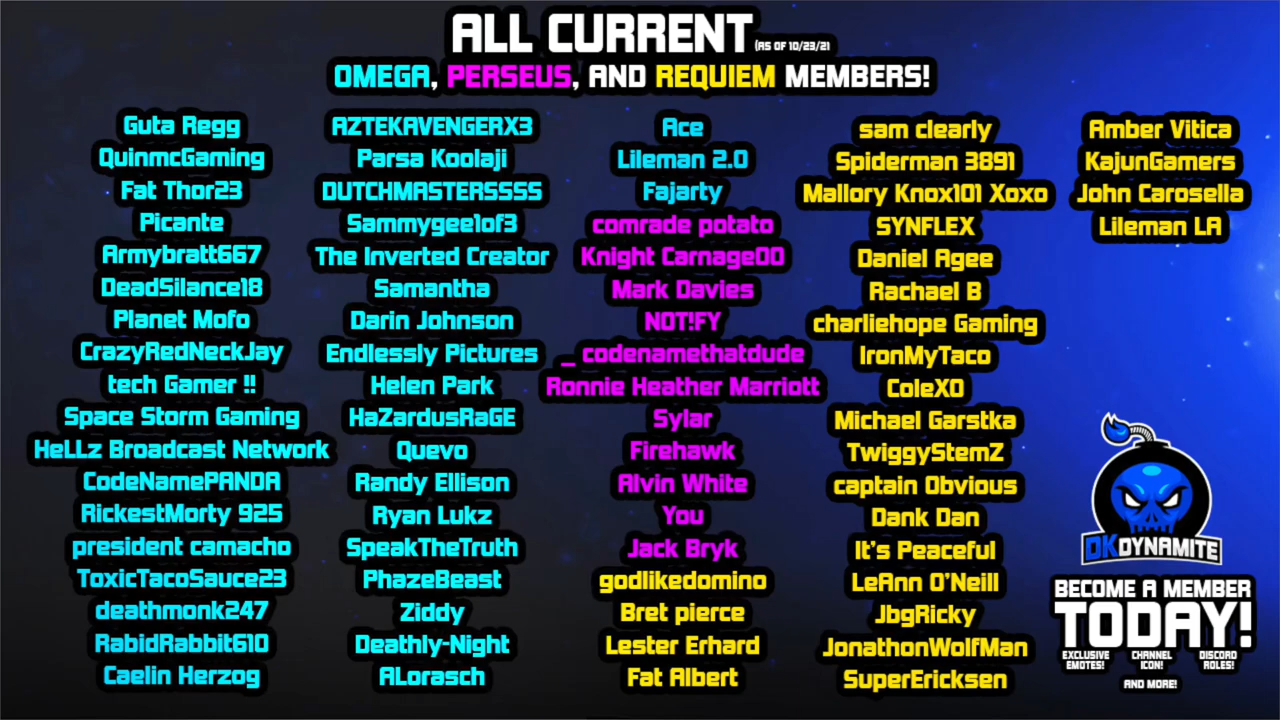 ALL CURRENT (AS OF 10/23/21
OMEGA, PERSEUS, AND REQUIEM MEMBERS!
Guta Regg
QuinmcGaming
Fat Thor23
Picante
Armybratt667
DeadSilance18
Planet Mofo
CrazyRedNeckJay
tech Gamer !!
Space Storm Gaming
HeLLz Broadcast Network
CodeNamePANDA
RickestMorty 925
president camacho
ToxicTacoSauce23
deathmonk247
RabidRabbit610
Caelin Herzog
AZTEKAVENGERX3
Parsa Koolaji
DUTCHMASTERSSSS
Sammygee1of3
The Inverted Creator
Samantha
Darin Johnson
Endlessly Pictures
Helen Park
HaZardusRaGE
Quevo
Randy Ellison
Ryan Lukz
SpeakTheTruth
PhazeBeast
Ziddy
Deathly-Night
ALorasch
Ace
Lileman 2.0
Fajarty
comrade potato
Knight Carnage00
Mark Davies
NOT!FY
_ codenamethatdude
Ronnie Heather Marriott
Sylar
Firehawk
Alvin White
You
Jack Bryk
godlikedomino
Bret pierce
Lester Erhard
Fat Albert
sam clearly
Spiderman 3891
Mallory Knox101 Xoxo
SYNFLEX
Daniel Agee
Rachael B
charliehope Gaming
IronMyTaco
ColeXO
Michael Garstka
TwiggyStemZ
captain Obvious
Dank Dan
It's Peaceful
LeAnn O'Neill
JbgRicky
JonathonWolfMan
SuperEricksen
Amber Vitica
KajunGamers
John Carosella
Lileman LA
DKDYNAMITE
BECOME A MEMBER
TODAY!
EXCLUSIVE EMOTES!
CHANNEL ICON!
DISCORD ROLES!
AND MORE!